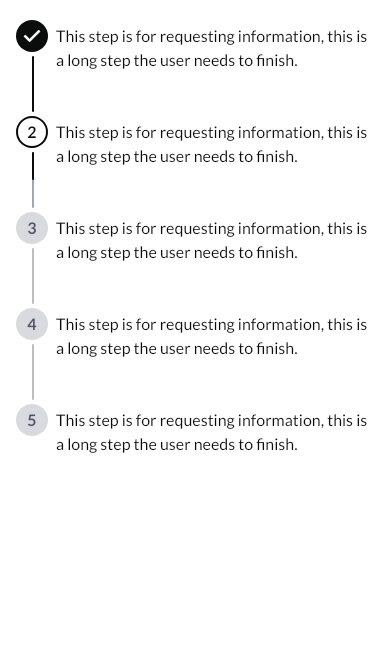 This step is for requesting information, this is
a long step the user needs to finish.
2
This step is for requesting information, this is
a long step the user needs to finish.
3
This step is for requesting information, this is
a long step the user needs to finish.
4
This step is for requesting information, this is
a long step the user needs to finish.
5
This step is for requesting information, this is
a long step the user needs to finish.